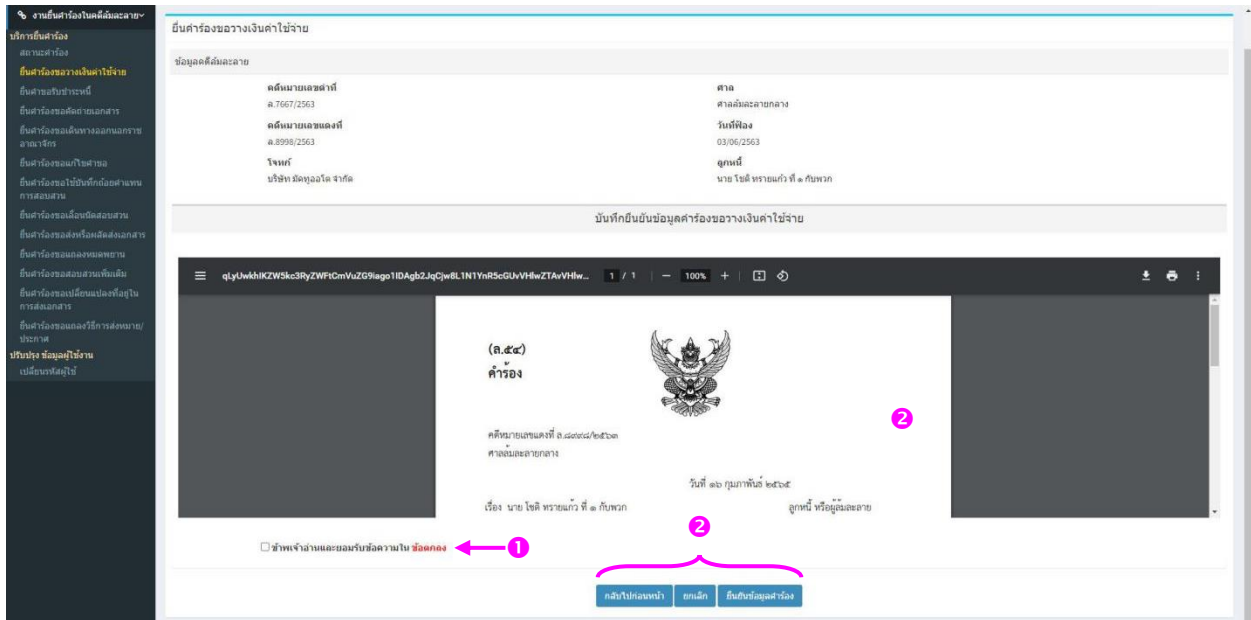 งานยื่นคำร้องในคดีล้มละลาย
บริการยื่นคำร้อง
สถานะคำร้อง
ยื่นคำร้องขอวางเงินค่าใช้จ่าย
ยื่นคำขอรับชำระหนี้
ยื่นคำร้องขอคัดถ่ายเอกสาร
ยื่นคำร้องขอเดินทางออกนอกราช
อาณาจักร
ยื่นคำร้องขอแก้ไขคำขอ
ยื่นคำร้องขอใช้บันทึกถ้อยคำแทน
การสอบสวน
ยื่นคำร้องขอเลื่อนนัดสอบสวน
ยื่นคำร้องขอส่งหรือผลัดส่งเอกสาร
ยื่นคำร้องขอแถลงหมดพยาน
ยื่นคำร้องขอสอบสวนเพิ่มเติม
ยื่นคำร้องขอเปลี่ยนแปลงที่อยู่ใน
การส่งเอกสาร
ยื่นคำร้องขอแถลงวิธีการส่งหมาย/
ประกาศ
ปรับปรุง ข้อมูลผู้ใช้งาน
เปลี่ยนรหัสผู้ใช้
ยื่นคำร้องขอวางเงินค่าใช้จ่าย
ข้อมูลคดีล้มละลาย
คดีหมายเลขดำที่ ศาล
ล.7667/2563 ศาลล้มละลายกลาง
คดีหมายเลขแดงที่ วันที่ฟ้อง
ล.8998/2563 03/06/2563
โจทก์ ลูกหนี้
บริษัท มัดทูออโต จำกัด นาย โชติ ทรายแก้ว ที่ ๑ กับพวก
บันทึกยืนยันข้อมูลคำร้องขอวางเงินค่าใช้จ่าย
1 / 1 − 100% +
(ล.๕๔)
คำร้อง
❷
คดีหมายเลขแดงที่ ล.๘๙๙๘/๒๕๖๓
ศาลล้มละลายกลาง
วันที่ ๑๖ กุมภาพันธ์ ๒๕๖๕
เรื่อง นาย โชติ ทรายแก้ว ที่ ๑ กับพวก ลูกหนี้ หรือผู้ล้มละลาย
❷
ข้าพเจ้าอ่านและยอมรับข้อความใน ข้อตกลง ❶
กลับไปก่อนหน้า ยกเลิก ยืนยันข้อมูลคำร้อง